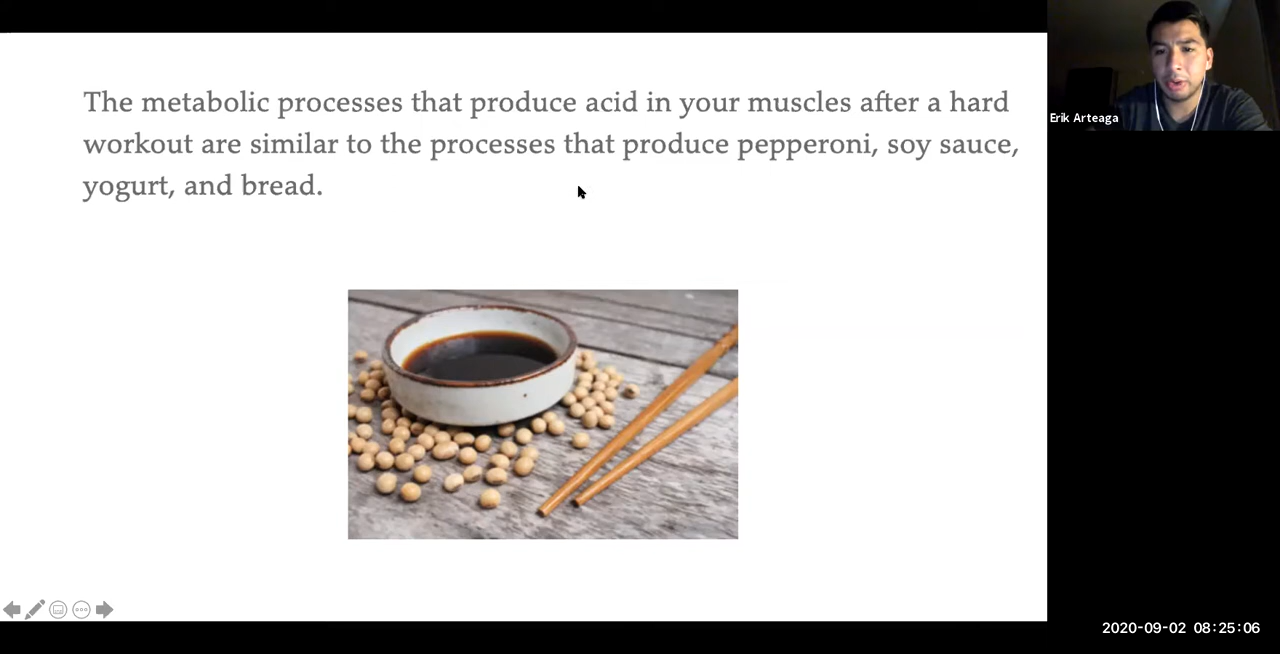 The metabolic processes that produce acid in your muscles after a hard
workout are similar to the processes that produce pepperoni, soy sauce,
yogurt, and bread.
Erik Arteaga
2020-09-02 08:25:06